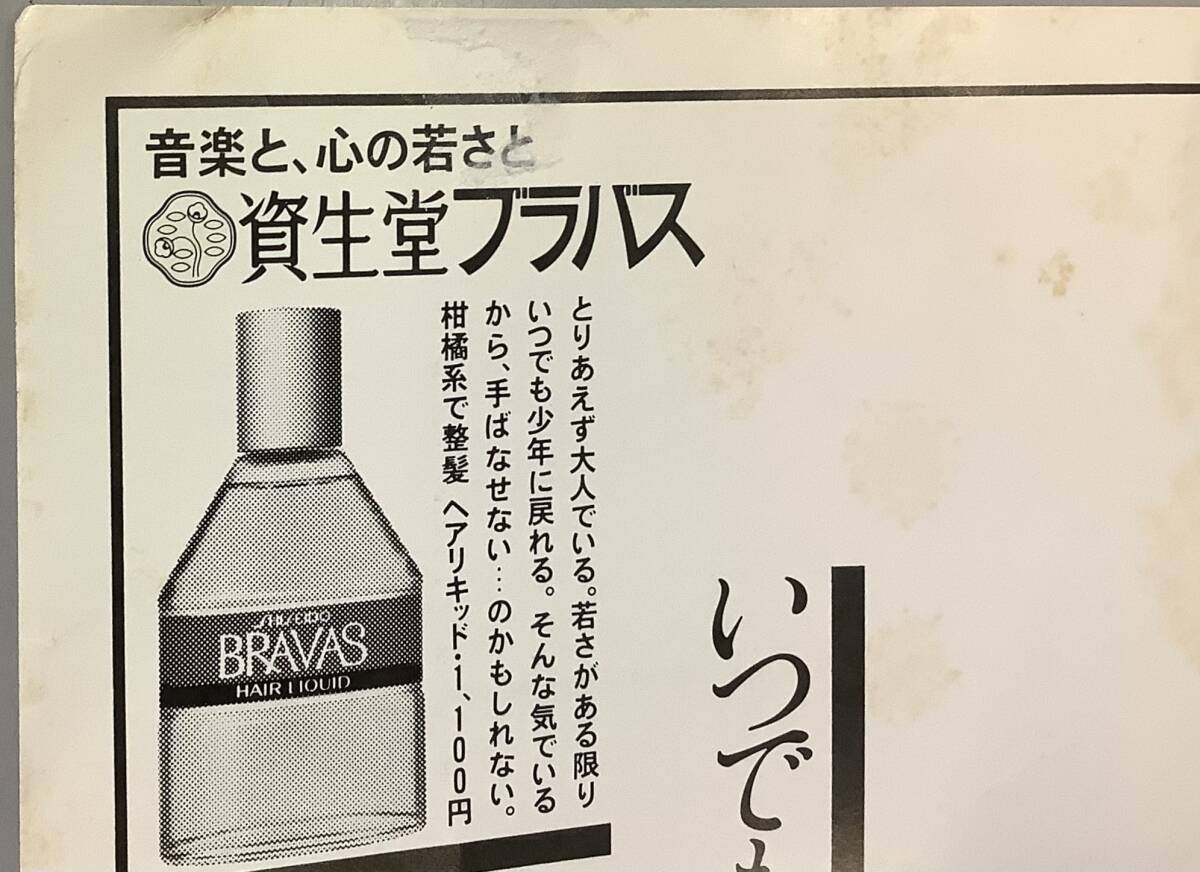 音楽と、心の若さと
資生堂ブラバス
とりあえず大人でいる。若さがある限り
いつでも少年に戻れる。そんな気でいる
から、手ばなせない…のかもしれない。
柑橘系で整髪 ヘアリキッド・1、100円
SHISEIDO
BRAVAS
HAIR LIQUID
いつでも